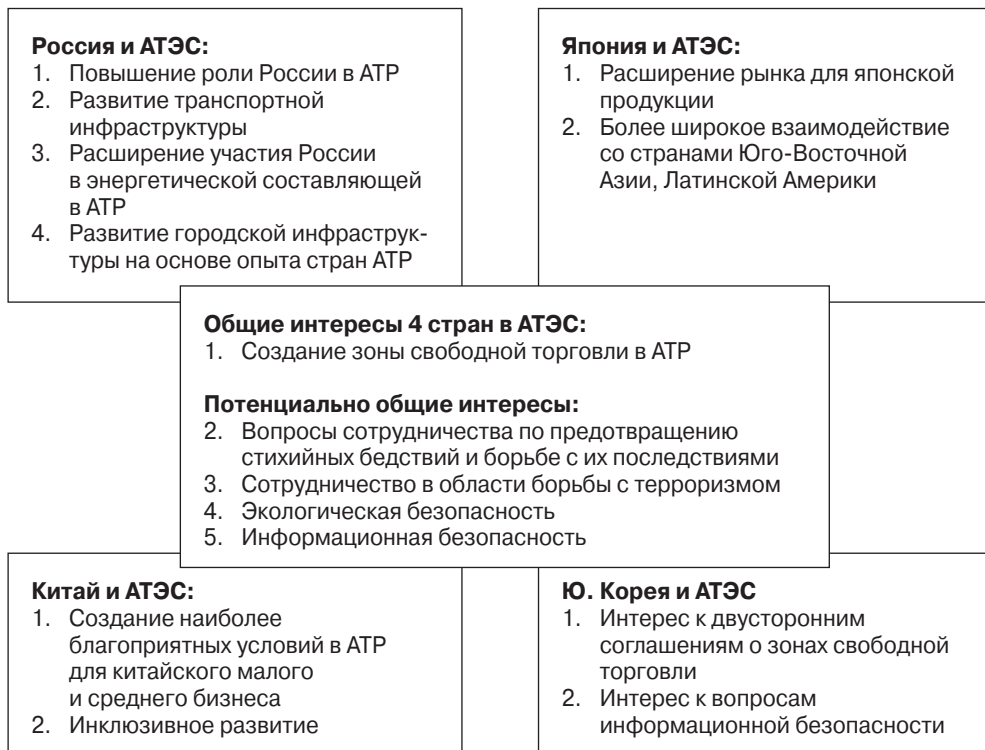 Россия и АТЭС:
1. Повышение роли России в АТР
2. Развитие транспортной
инфраструктуры
3. Расширение участия России
в энергетической составляющей
в АТР
4. Развитие городской инфраструк-
туры на основе опыта стран АТР
Япония и АТЭС:
1. Расширение рынка для японской
продукции
2. Более широкое взаимодействие
со странами Юго-Восточной
Азии, Латинской Америки
Общие интересы 4 стран в АТЭС:
1. Создание зоны свободной торговли в АТР
Потенциально общие интересы:
2. Вопросы сотрудничества по предотвращению
стихийных бедствий и борьбе с их последствиями
3. Сотрудничество в области борьбы с терроризмом
4. Экологическая безопасность
5. Информационная безопасность
Китай и АТЭС:
1. Создание наиболее
благоприятных условий в АТР
для китайского малого
и среднего бизнеса
2. Инклюзивное развитие
Ю. Корея и АТЭС
1. Интерес к двусторонним
соглашениям о зонах свободной
торговли
2. Интерес к вопросам
информационной безопасности